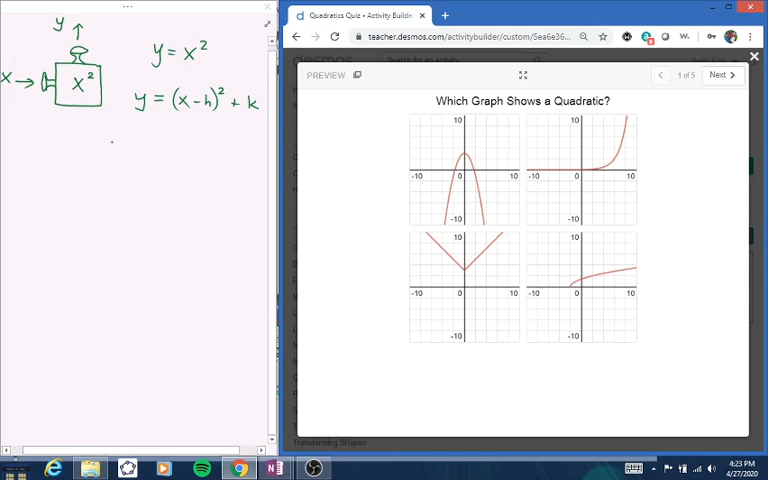 y ↑
x → x²
y = x²
y = (x-h)² + k
Quadratics Quiz • Activity Builder
teacher.desmos.com/activitybuilder/custom/5ea6e36...
PREVIEW
1 of 5
Next
Which Graph Shows a Quadratic?
10
-10 0 10
-10
10
-10 0 10
-10
10
-10 0 10
-10
10
-10 0 10
-10
Transforming Shapes
4:23 PM
4/27/2020